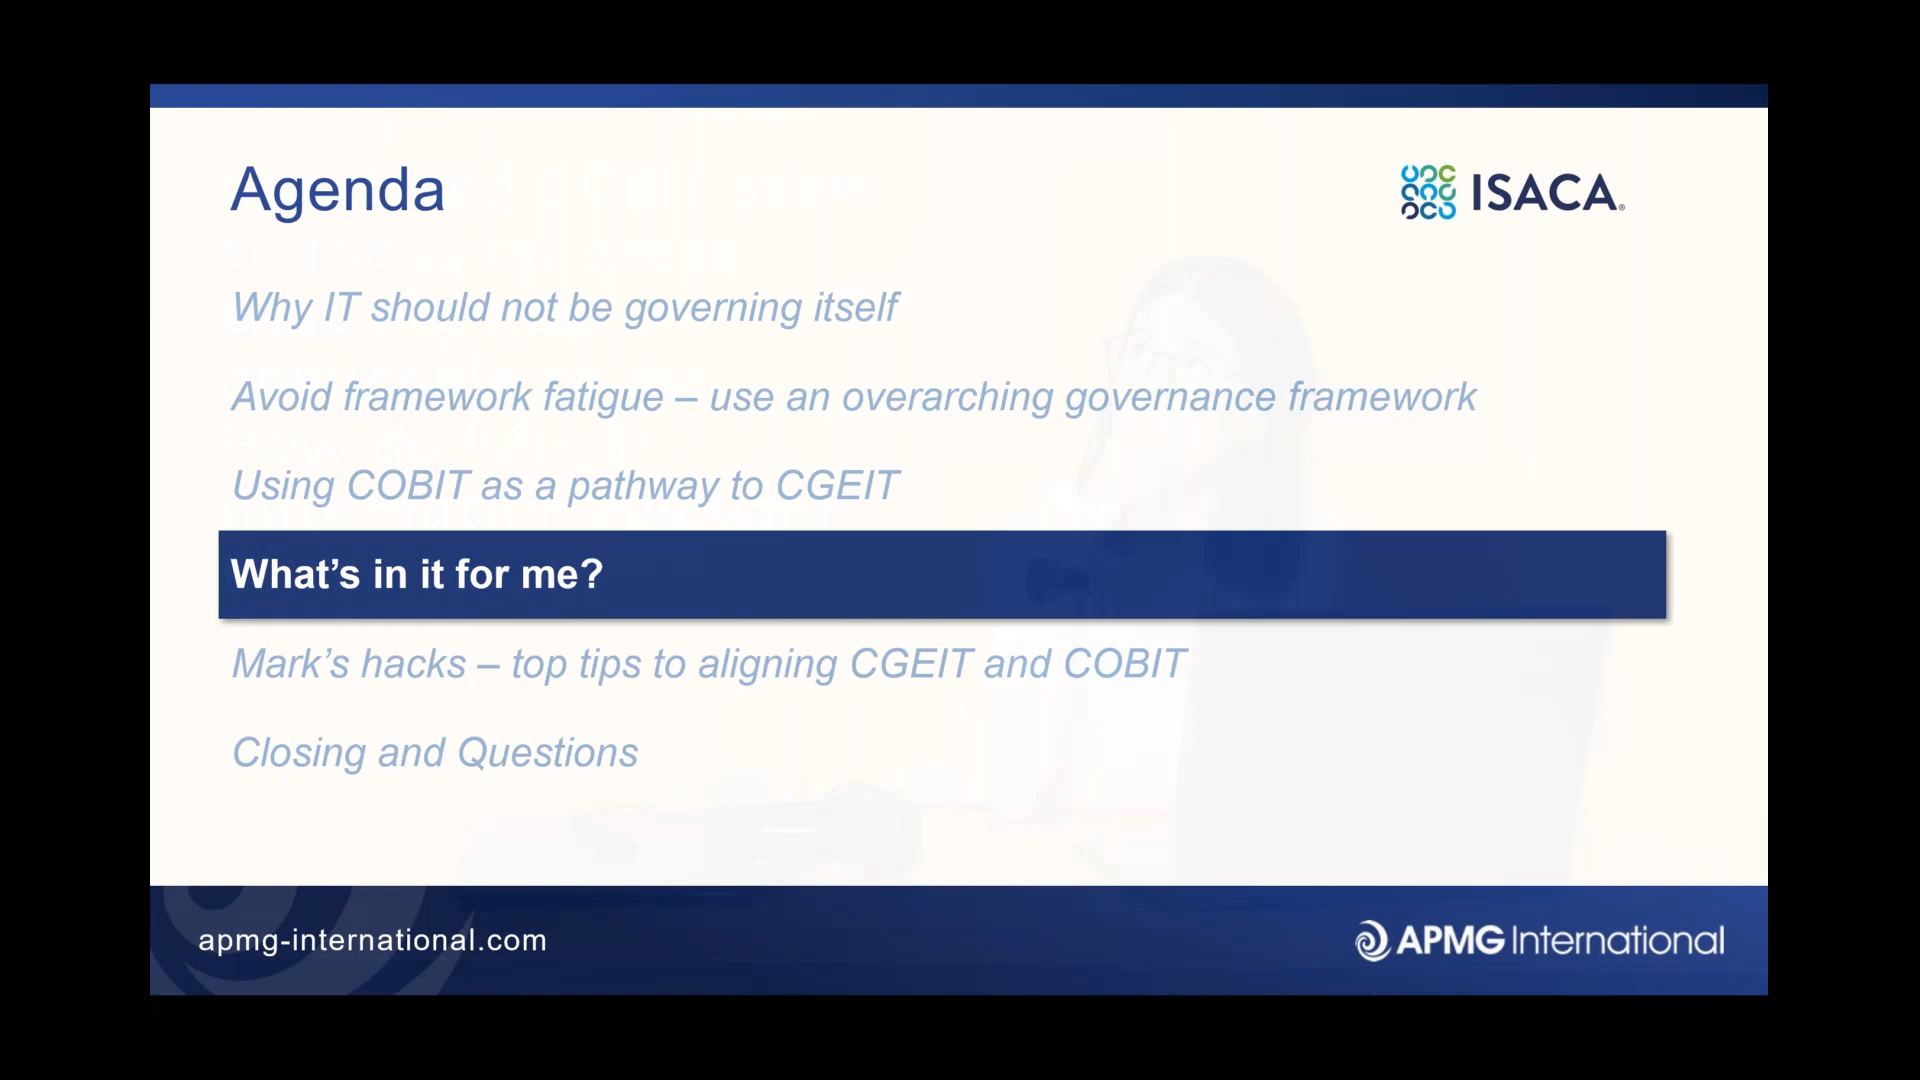 Agenda
ISACA®
Why IT should not be governing itself
Avoid framework fatigue – use an overarching governance framework
Using COBIT as a pathway to CGEIT
What’s in it for me?
Mark’s hacks – top tips to aligning CGEIT and COBIT
Closing and Questions
apmg-international.com
APMG International